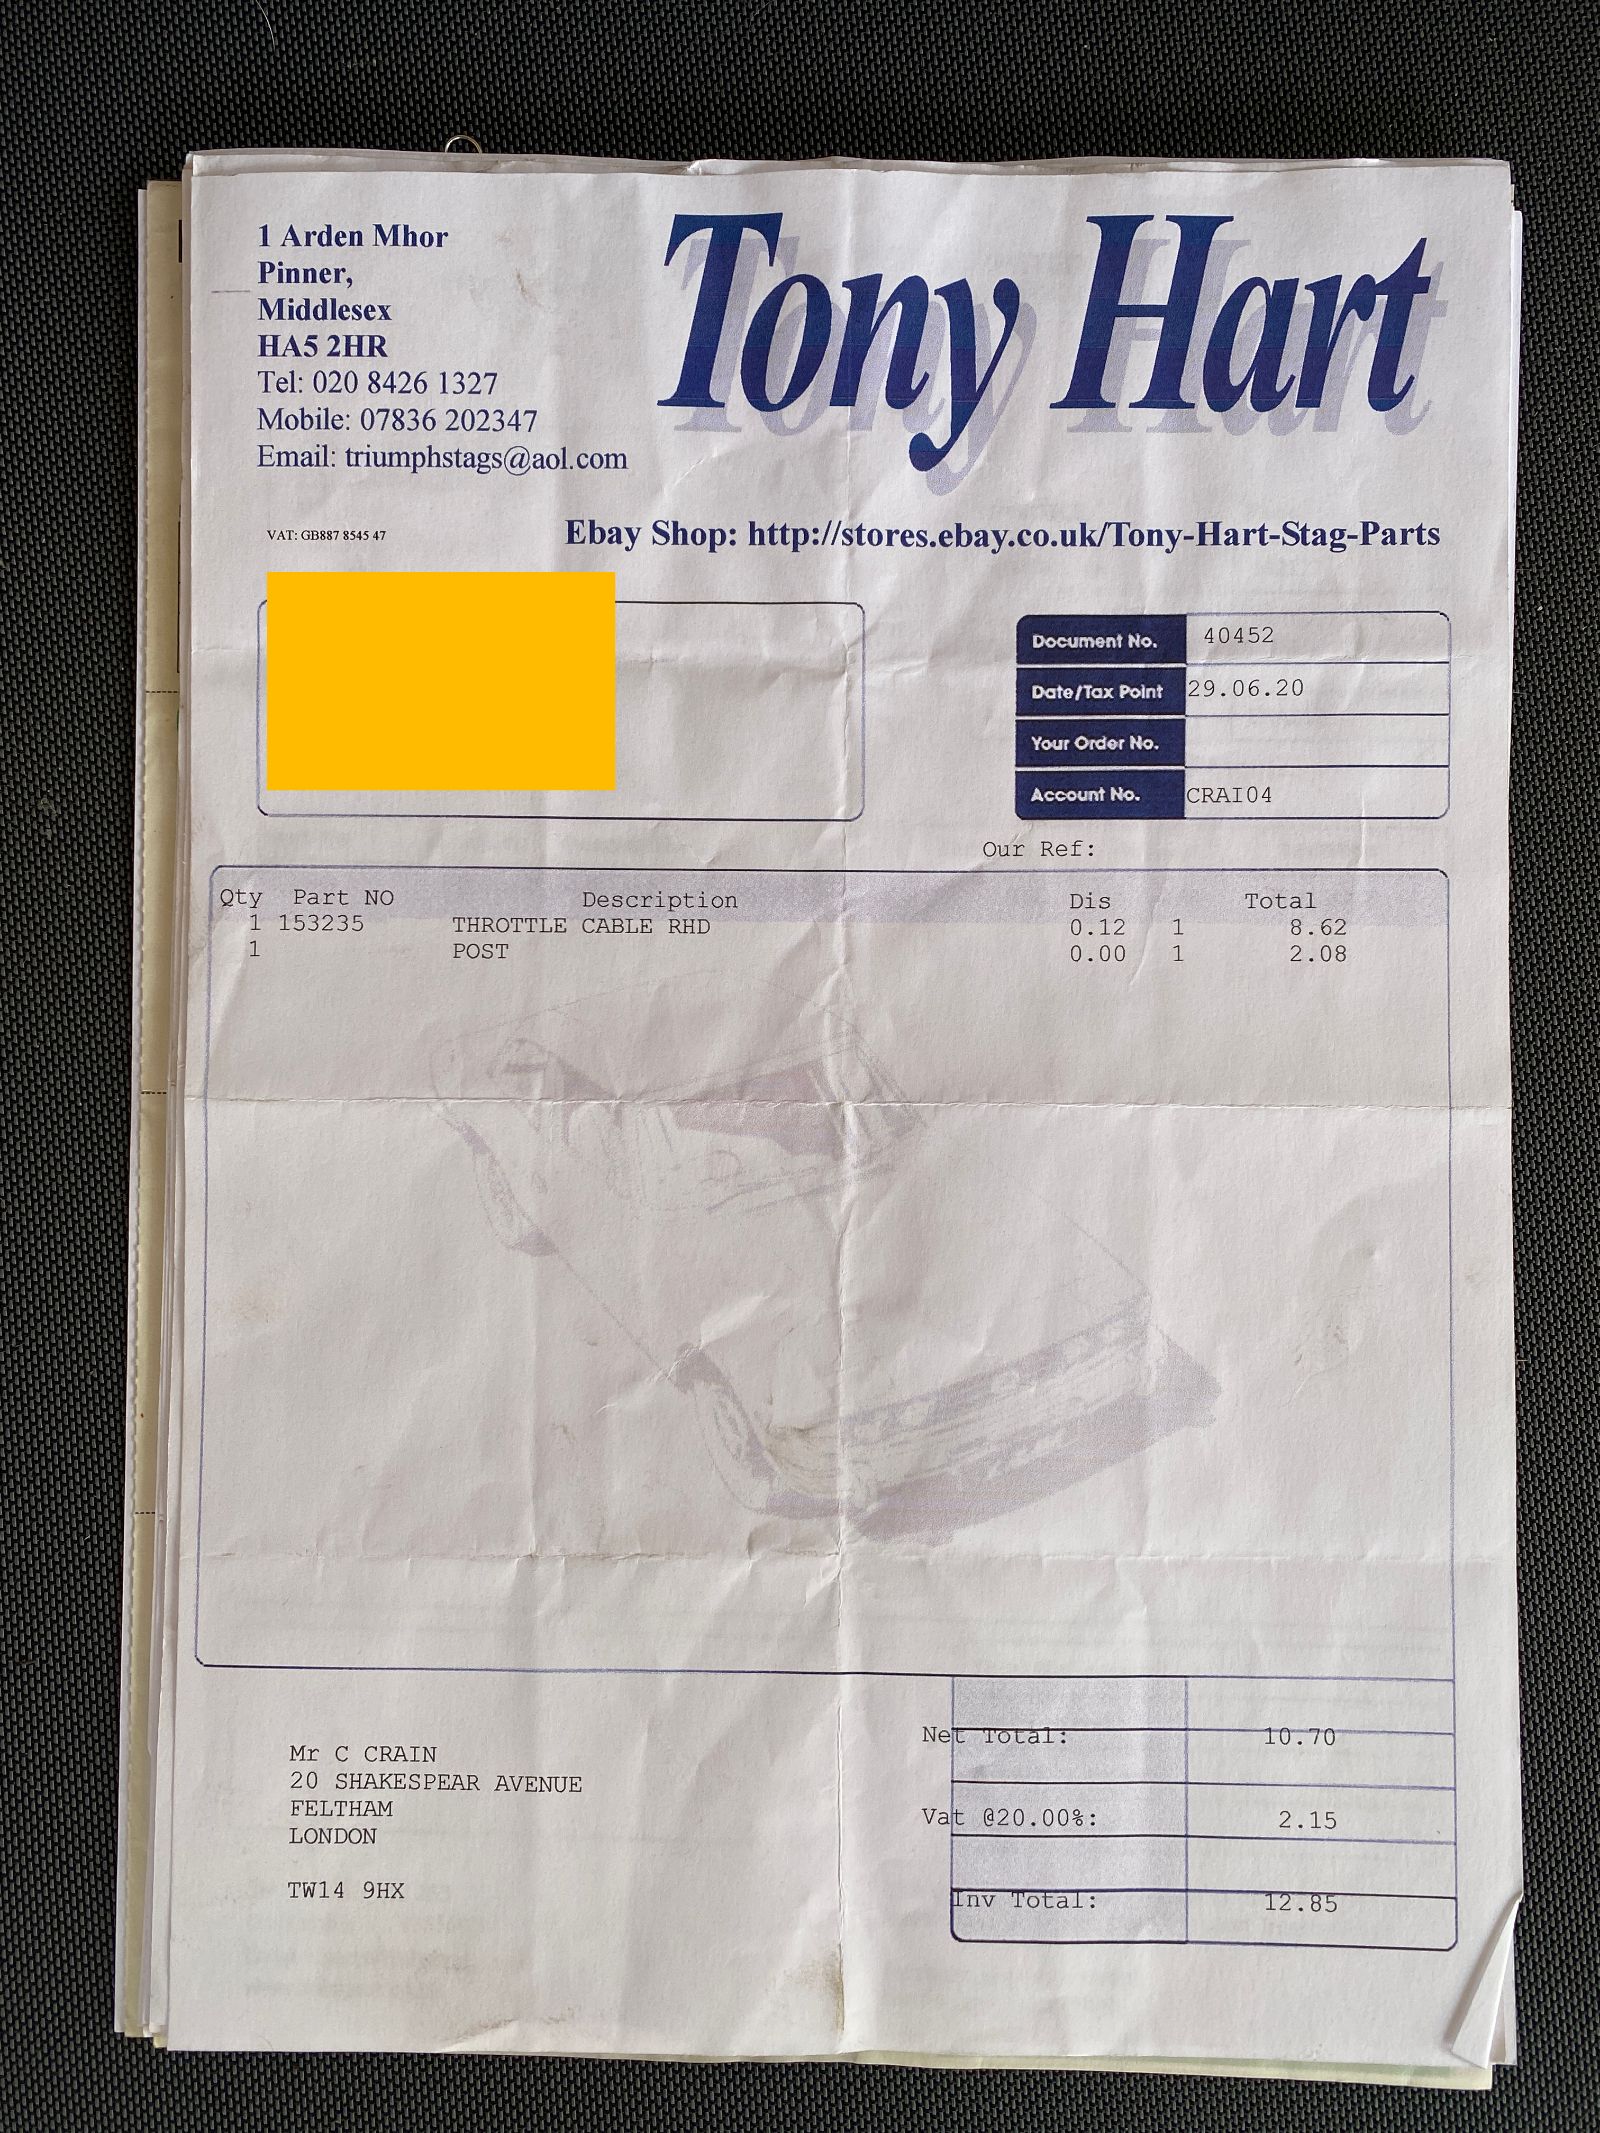 1 Arden Mhor
Pinner,
Middlesex
HA5 2HR
Tel: 020 8426 1327
Mobile: 07836 202347
Email: triumphstags@aol.com
Tony Hart
VAT: GB887 8545 47
Ebay Shop: http://stores.ebay.co.uk/Tony-Hart-Stag-Parts
Document No. 40452
Date/Tax Point 29.06.20
Your Order No.
Account No. CRAI04
Our Ref:
Qty Part NO Description Dis Total
1 153235 THROTTLE CABLE RHD 0.12 1 8.62
1 POST 0.00 1 2.08
Net Total: 10.70
Vat @20.00%: 2.15
Inv Total: 12.85
Mr C CRAIN
20 SHAKESPEAR AVENUE
FELTHAM
LONDON
TW14 9HX